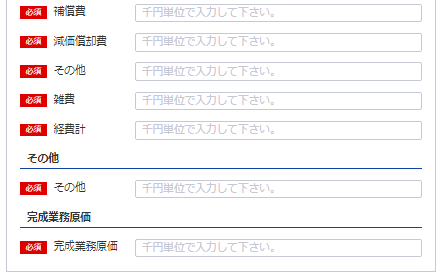 必須 補償費 千円単位で入力して下さい。
必須 減価償却費 千円単位で入力して下さい。
必須 その他 千円単位で入力して下さい。
必須 雑費 千円単位で入力して下さい。
必須 経費計 千円単位で入力して下さい。
その他
必須 その他 千円単位で入力して下さい。
完成業務原価
必須 完成業務原価 千円単位で入力して下さい。